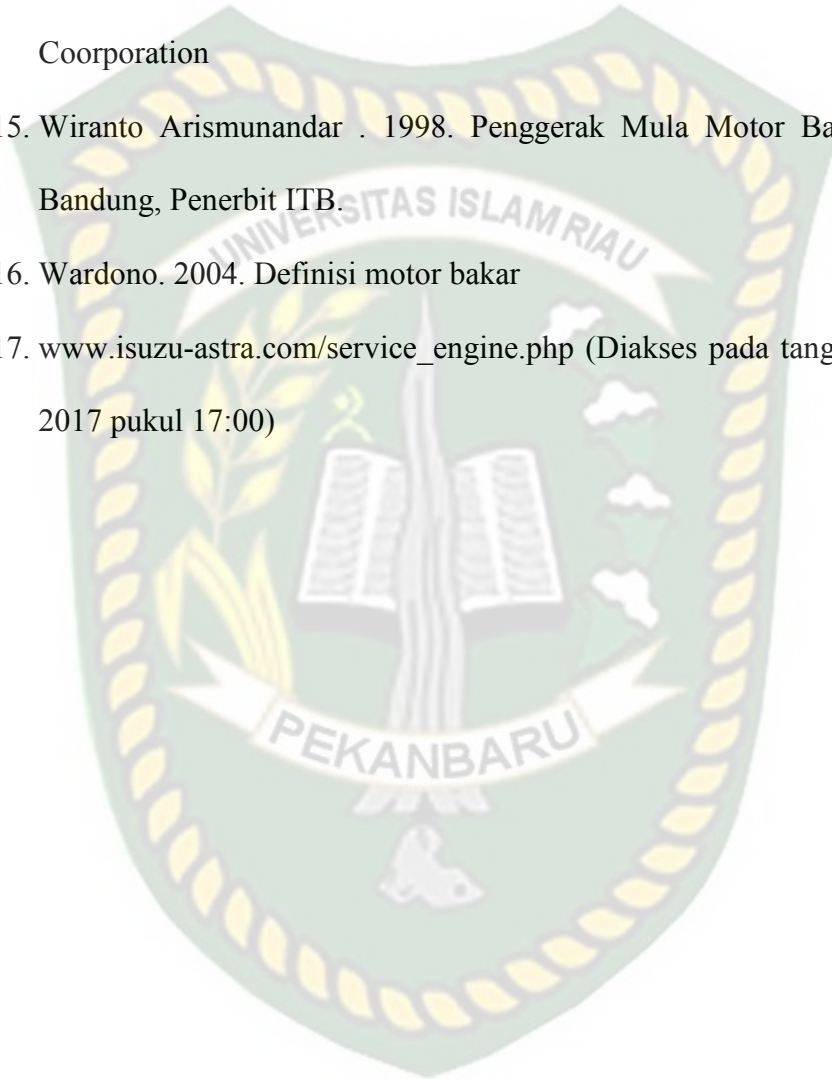 Coorporation
15. Wiranto Arismunandar . 1998. Penggerak Mula Motor Ba
Bandung, Penerbit ITB.
UNIVERSITAS ISLAM RIAU
16. Wardono. 2004. Definisi motor bakar
17. www.isuzu-astra.com/service_engine.php (Diakses pada tang
2017 pukul 17:00)
PEKANBARU